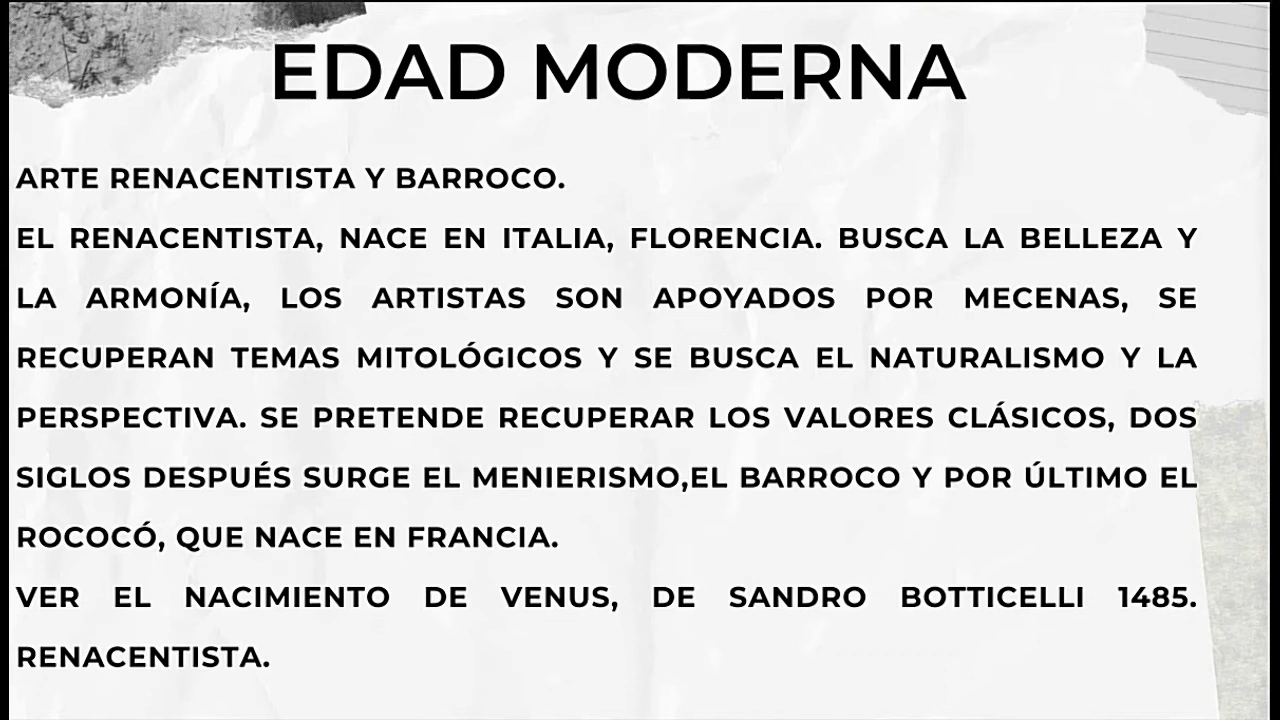 EDAD MODERNA
ARTE RENACENTISTA Y BARROCO.
EL RENACENTISTA, NACE EN ITALIA, FLORENCIA. BUSCA LA BELLEZA Y
LA ARMONÍA, LOS ARTISTAS SON APOYADOS POR MECENAS, SE
RECUPERAN TEMAS MITOLÓGICOS Y SE BUSCA EL NATURALISMO Y LA
PERSPECTIVA. SE PRETENDE RECUPERAR LOS VALORES CLÁSICOS, DOS
SIGLOS DESPUÉS SURGE EL MENIERISMO,EL BARROCO Y POR ÚLTIMO EL
ROCOCÓ, QUE NACE EN FRANCIA.
VER EL NACIMIENTO DE VENUS, DE SANDRO BOTTICELLI 1485.
RENACENTISTA.